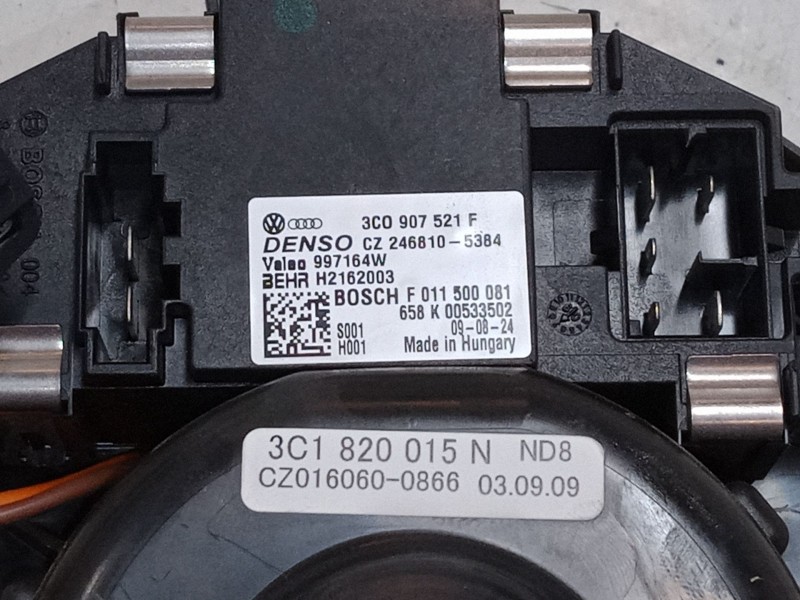 3C0 907 521 F
DENSO CZ 246810-5384
Valeo 997164W
BEHR H2162003
BOSCH F 011 500 081
658 K 00533502
S001 09-08-24
H001 Made in Hungary
3C1 820 015 N ND8
CZ016060-0866 03.09.09